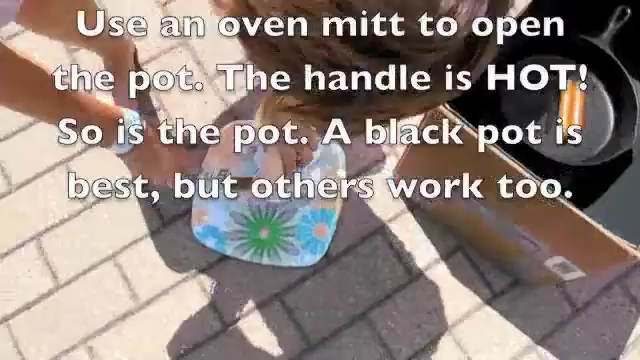 Use an oven mitt to open
the pot. The handle is HOT!
So is the pot. A black pot is
best, but others work too.